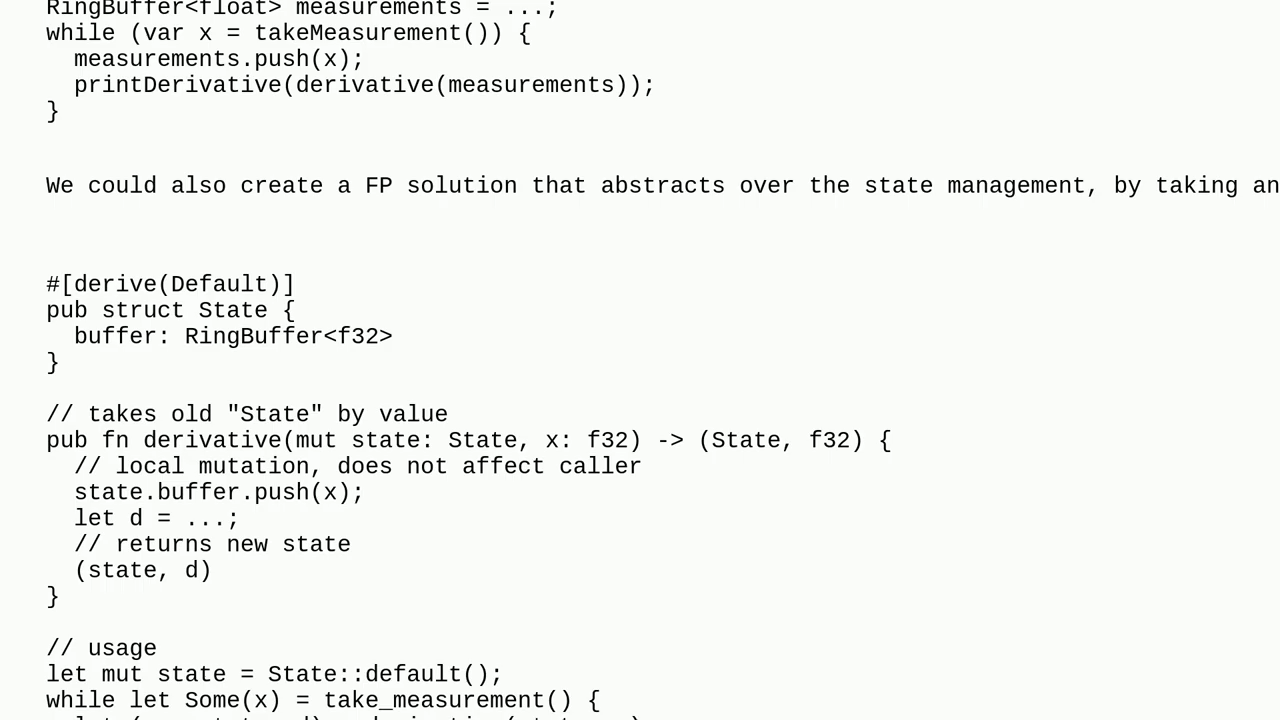 RingBuffer<float> measurements = ...;
while (var x = takeMeasurement()) {
  measurements.push(x);
  printDerivative(derivative(measurements));
}
We could also create a FP solution that abstracts over the state management, by taking an
#[derive(Default)]
pub struct State {
  buffer: RingBuffer<f32>
}
// takes old "State" by value
pub fn derivative(mut state: State, x: f32) -> (State, f32) {
  // local mutation, does not affect caller
  state.buffer.push(x);
  let d = ...;
  // returns new state
  (state, d)
}
// usage
let mut state = State::default();
while let Some(x) = take_measurement() {